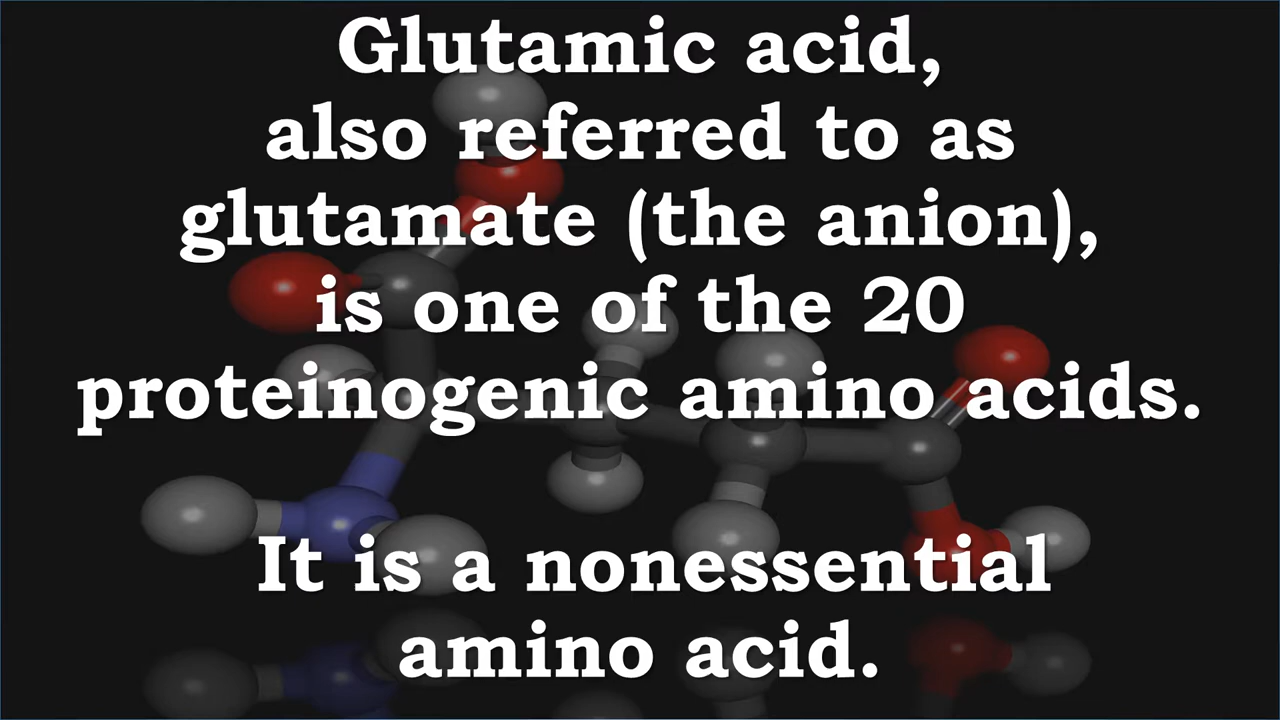 Glutamic acid,
also referred to as
glutamate (the anion),
is one of the 20
proteinogenic amino acids.
It is a nonessential
amino acid.